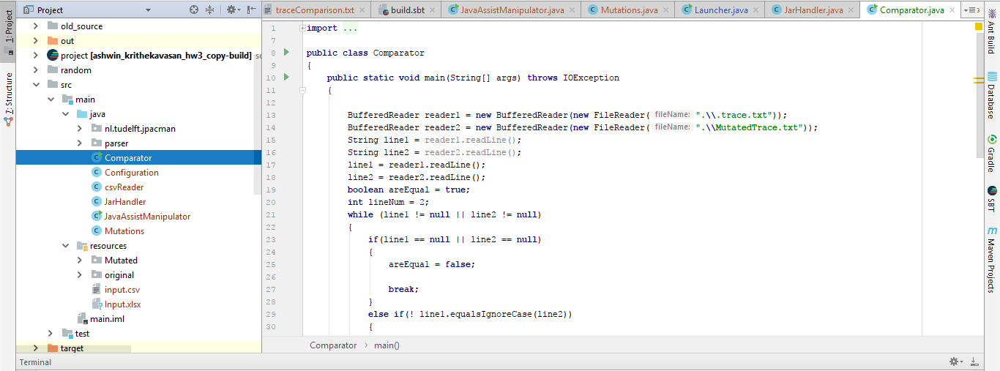 Project
traceComparison.txt
build.sbt
JavaAssistManipulator.java
Mutations.java
Launcher.java
JarHandler.java
Comparator.java
3
1: Project
7: Structure
old_source
out
project [ashwin_krithekavasan_hw3_copy-build]
random
src
main
java
nl.tudelft.jpacman
parser
Comparator
Configuration
csvReader
JarHandler
JavaAssistManipulator
Mutations
resources
Mutated
original
input.csv
Input.xlsx
main.iml
test
target
1 import ...
7
8 public class Comparator
9 {
10 public static void main(String[] args) throws IOException
11 {
12
13 BufferedReader reader1 = new BufferedReader(new FileReader( fileName: ".\\.trace.txt"));
14 BufferedReader reader2 = new BufferedReader(new FileReader( fileName: ".\\MutatedTrace.txt"));
15 String line1 = reader1.readLine();
16 String line2 = reader2.readLine();
17 line1 = reader1.readLine();
18 line2 = reader2.readLine();
19 boolean areEqual = true;
20 int lineNum = 2;
21 while (line1 != null || line2 != null)
22 {
23 if(line1 == null || line2 == null)
24 {
25 areEqual = false;
26
27 break;
28 }
29 else if(! line1.equalsIgnoreCase(line2))
30 {
Comparator > main()
Ant Build
Database
Gradle
SBT
m Maven Projects
Terminal